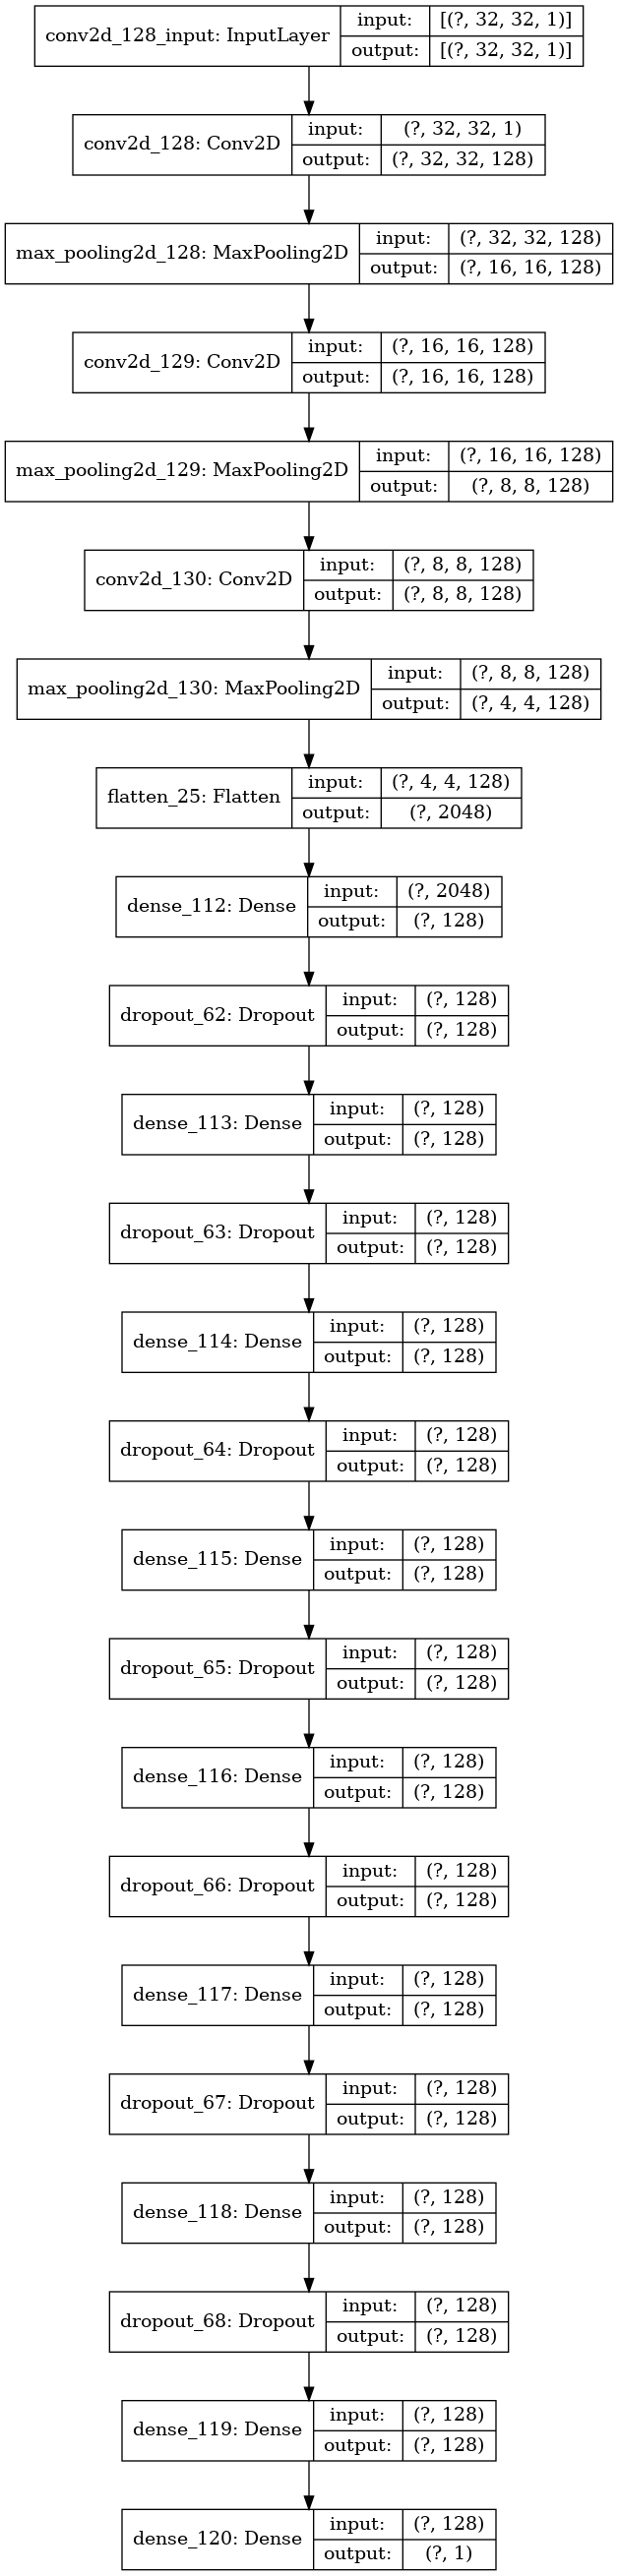 conv2d_128_input: InputLayer
input: [(?, 32, 32, 1)]
output: [(?, 32, 32, 1)]
conv2d_128: Conv2D
input: (?, 32, 32, 1)
output: (?, 32, 32, 128)
max_pooling2d_128: MaxPooling2D
input: (?, 32, 32, 128)
output: (?, 16, 16, 128)
conv2d_129: Conv2D
input: (?, 16, 16, 128)
output: (?, 16, 16, 128)
max_pooling2d_129: MaxPooling2D
input: (?, 16, 16, 128)
output: (?, 8, 8, 128)
conv2d_130: Conv2D
input: (?, 8, 8, 128)
output: (?, 8, 8, 128)
max_pooling2d_130: MaxPooling2D
input: (?, 8, 8, 128)
output: (?, 4, 4, 128)
flatten_25: Flatten
input: (?, 4, 4, 128)
output: (?, 2048)
dense_112: Dense
input: (?, 2048)
output: (?, 128)
dropout_62: Dropout
input: (?, 128)
output: (?, 128)
dense_113: Dense
input: (?, 128)
output: (?, 128)
dropout_63: Dropout
input: (?, 128)
output: (?, 128)
dense_114: Dense
input: (?, 128)
output: (?, 128)
dropout_64: Dropout
input: (?, 128)
output: (?, 128)
dense_115: Dense
input: (?, 128)
output: (?, 128)
dropout_65: Dropout
input: (?, 128)
output: (?, 128)
dense_116: Dense
input: (?, 128)
output: (?, 128)
dropout_66: Dropout
input: (?, 128)
output: (?, 128)
dense_117: Dense
input: (?, 128)
output: (?, 128)
dropout_67: Dropout
input: (?, 128)
output: (?, 128)
dense_118: Dense
input: (?, 128)
output: (?, 128)
dropout_68: Dropout
input: (?, 128)
output: (?, 128)
dense_119: Dense
input: (?, 128)
output: (?, 128)
dense_120: Dense
input: (?, 128)
output: (?, 1)